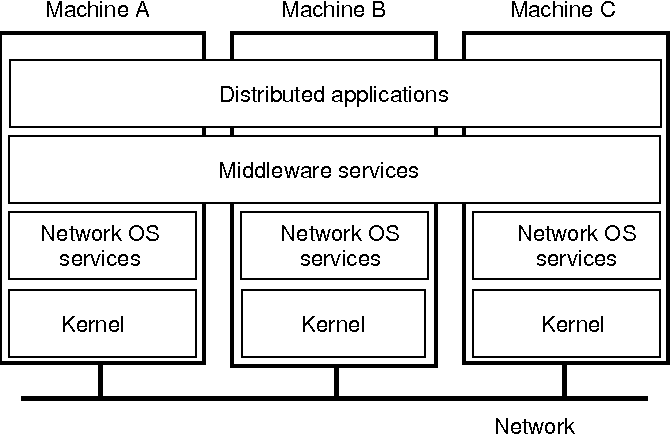 Machine A
Machine B
Machine C
Distributed applications
Middleware services
Network OS
services
Network OS
services
Network OS
services
Kernel
Kernel
Kernel
Network